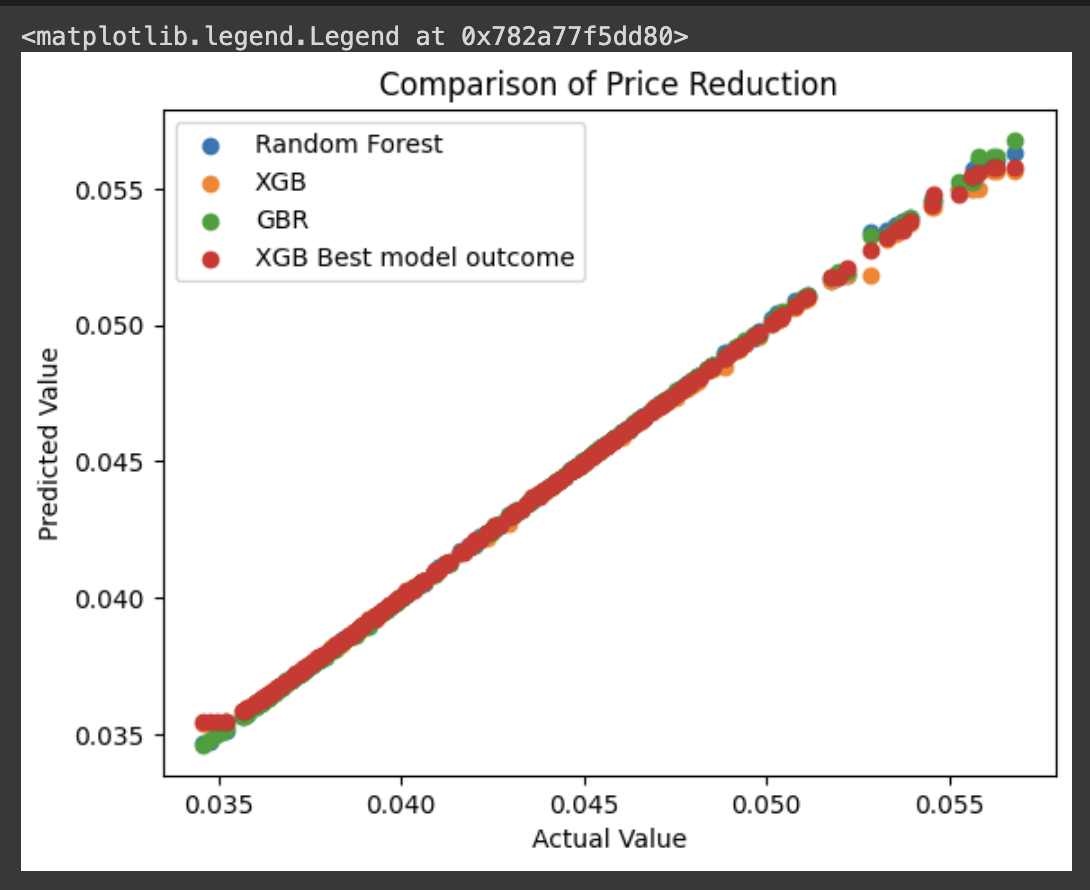 <matplotlib.legend.Legend at 0x782a77f5dd80>
Comparison of Price Reduction
Random Forest
XGB
GBR
XGB Best model outcome
0.055
0.050
0.045
0.040
0.035
Predicted Value
0.035 0.040 0.045 0.050 0.055
Actual Value